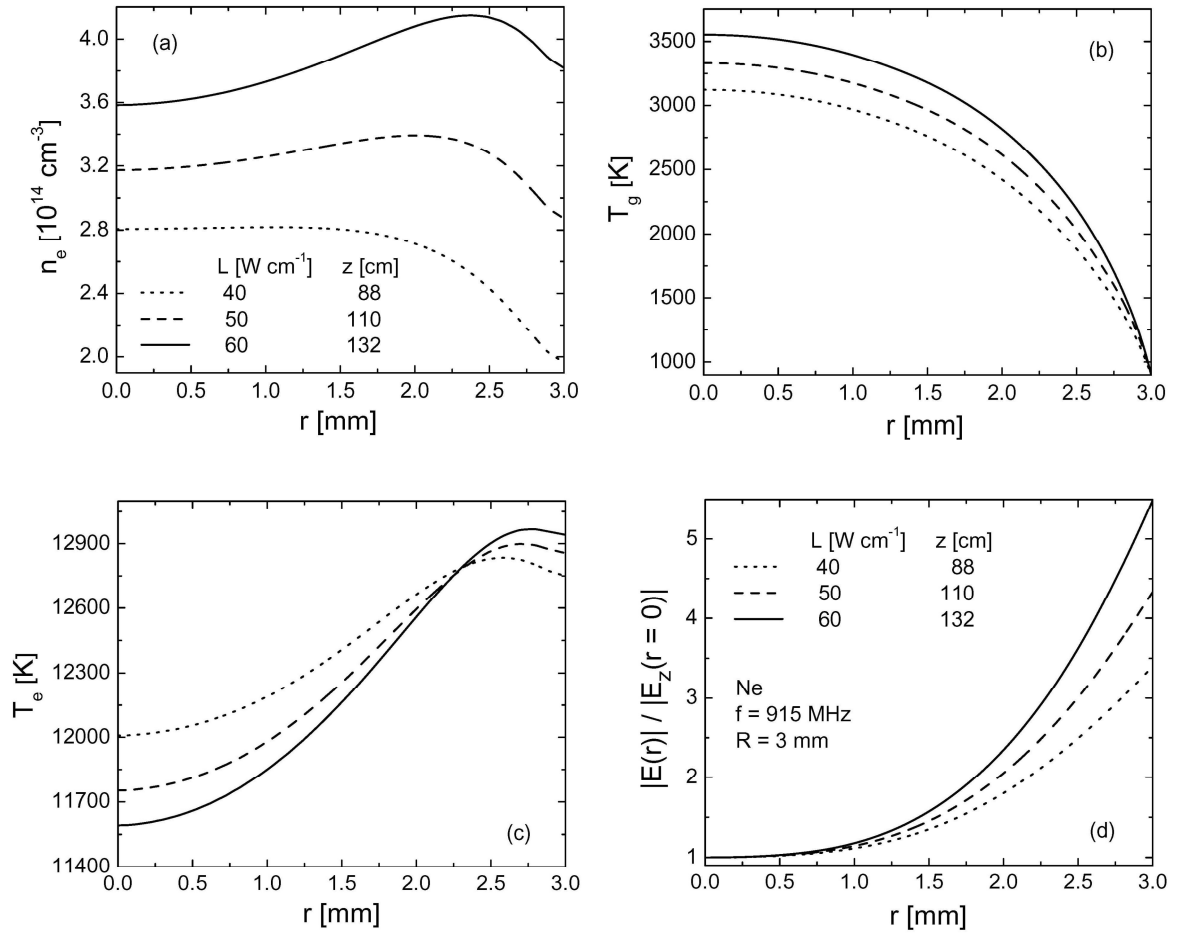 (a)
4.0
3.6
3.2
2.8
2.4
2.0
n_e [10^14 cm^-3]
L [W cm^-1] z [cm]
40 88
50 110
60 132
0.0 0.5 1.0 1.5 2.0 2.5 3.0
r [mm]
(b)
3500
3000
2500
2000
1500
1000
T_g [K]
0.0 0.5 1.0 1.5 2.0 2.5 3.0
r [mm]
12900
12600
12300
12000
11700
11400
T_e [K]
(c)
0.0 0.5 1.0 1.5 2.0 2.5 3.0
r [mm]
5
4
3
2
1
|E(r)| / |E_z(r = 0)|
L [W cm^-1] z [cm]
40 88
50 110
60 132
Ne
f = 915 MHz
R = 3 mm
(d)
0.0 0.5 1.0 1.5 2.0 2.5 3.0
r [mm]